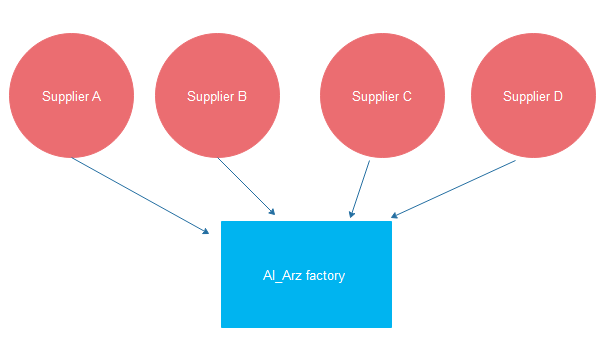 Supplier A
Supplier B
Supplier C
Supplier D
Al_Arz factory